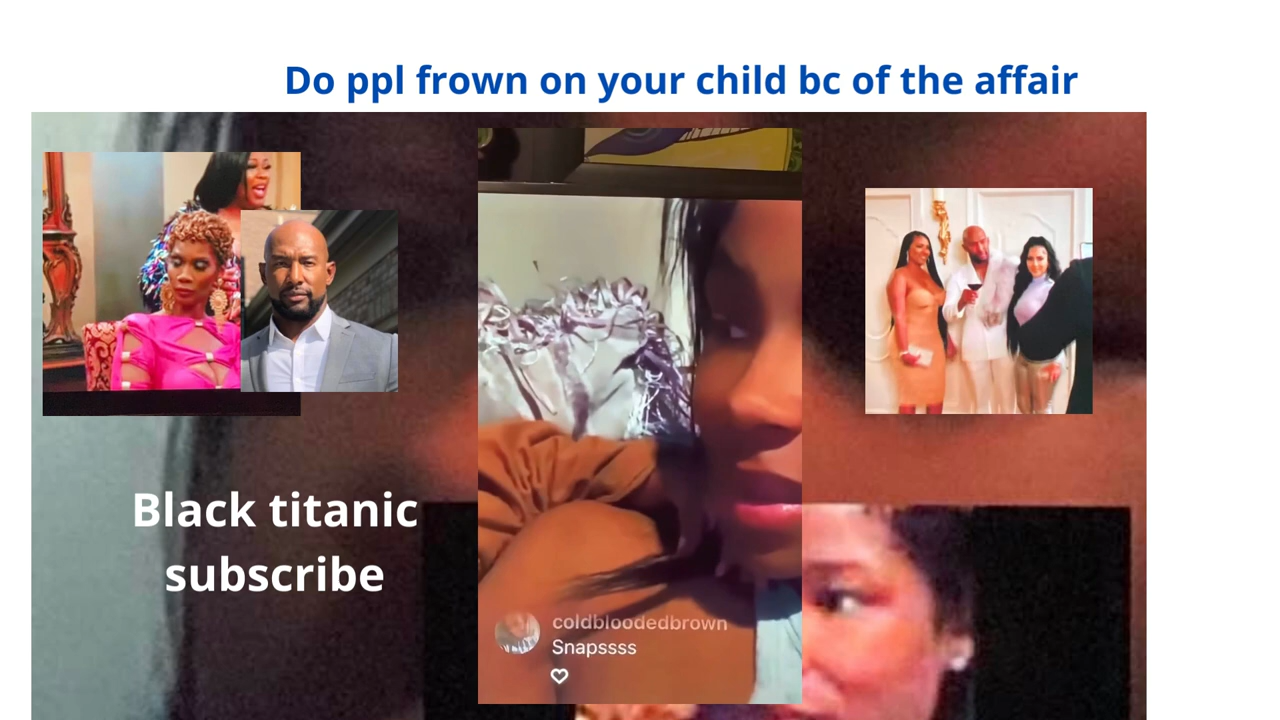 Do ppl frown on your child bc of the affair
Black titanic
subscribe
coldbloodedbrown
Snapssss